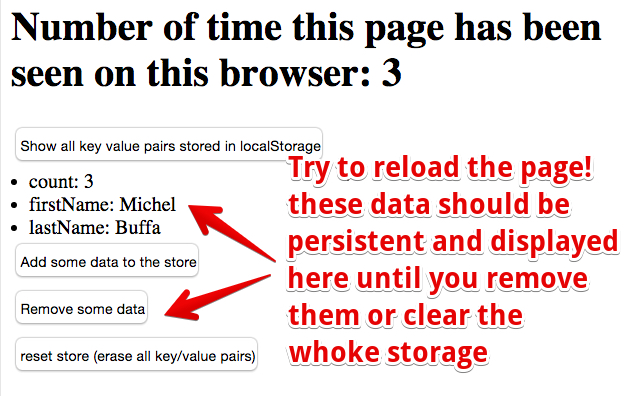 Number of time this page has been
seen on this browser: 3
Show all key value pairs stored in localStorage
• count: 3
• firstName: Michel
• lastName: Buffa
Add some data to the store
Remove some data
reset store (erase all key/value pairs)
Try to reload the page!
these data should be
persistent and displayed
here until you remove
them or clear the
whoke storage